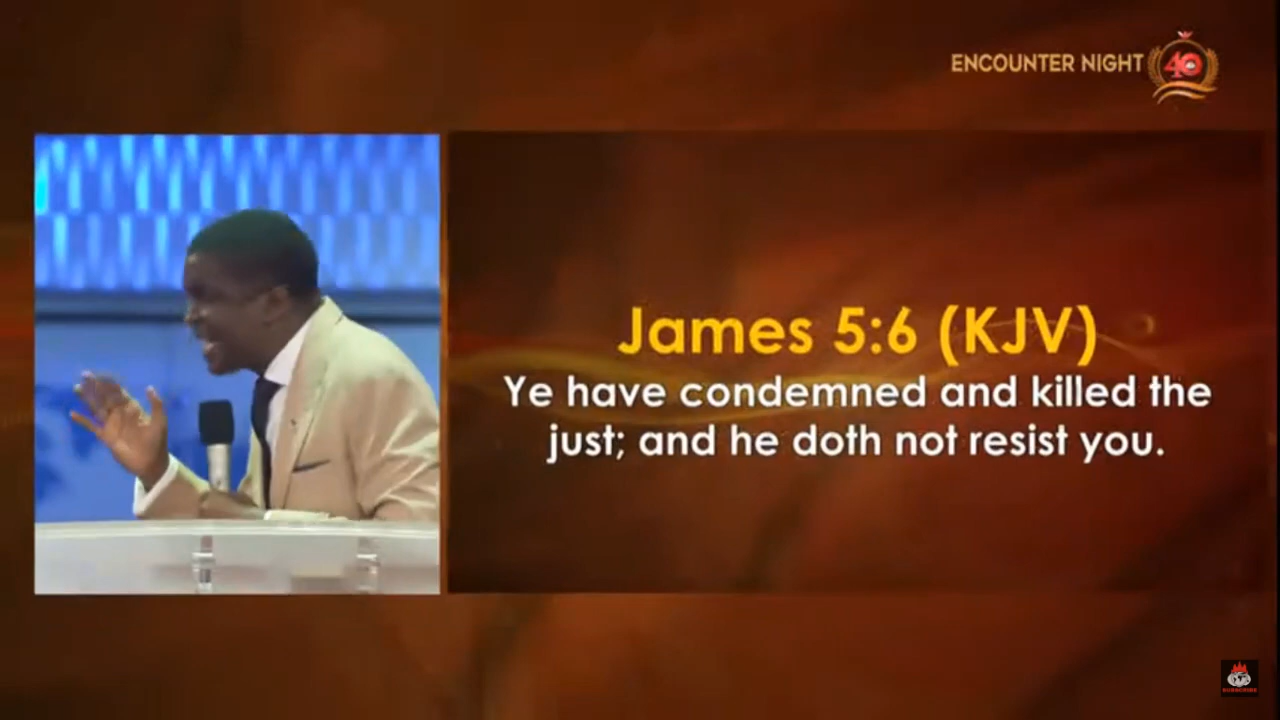 ENCOUNTER NIGHT 40
James 5:6 (KJV)
Ye have condemned and killed the
just; and he doth not resist you.
SUBSCRIBE